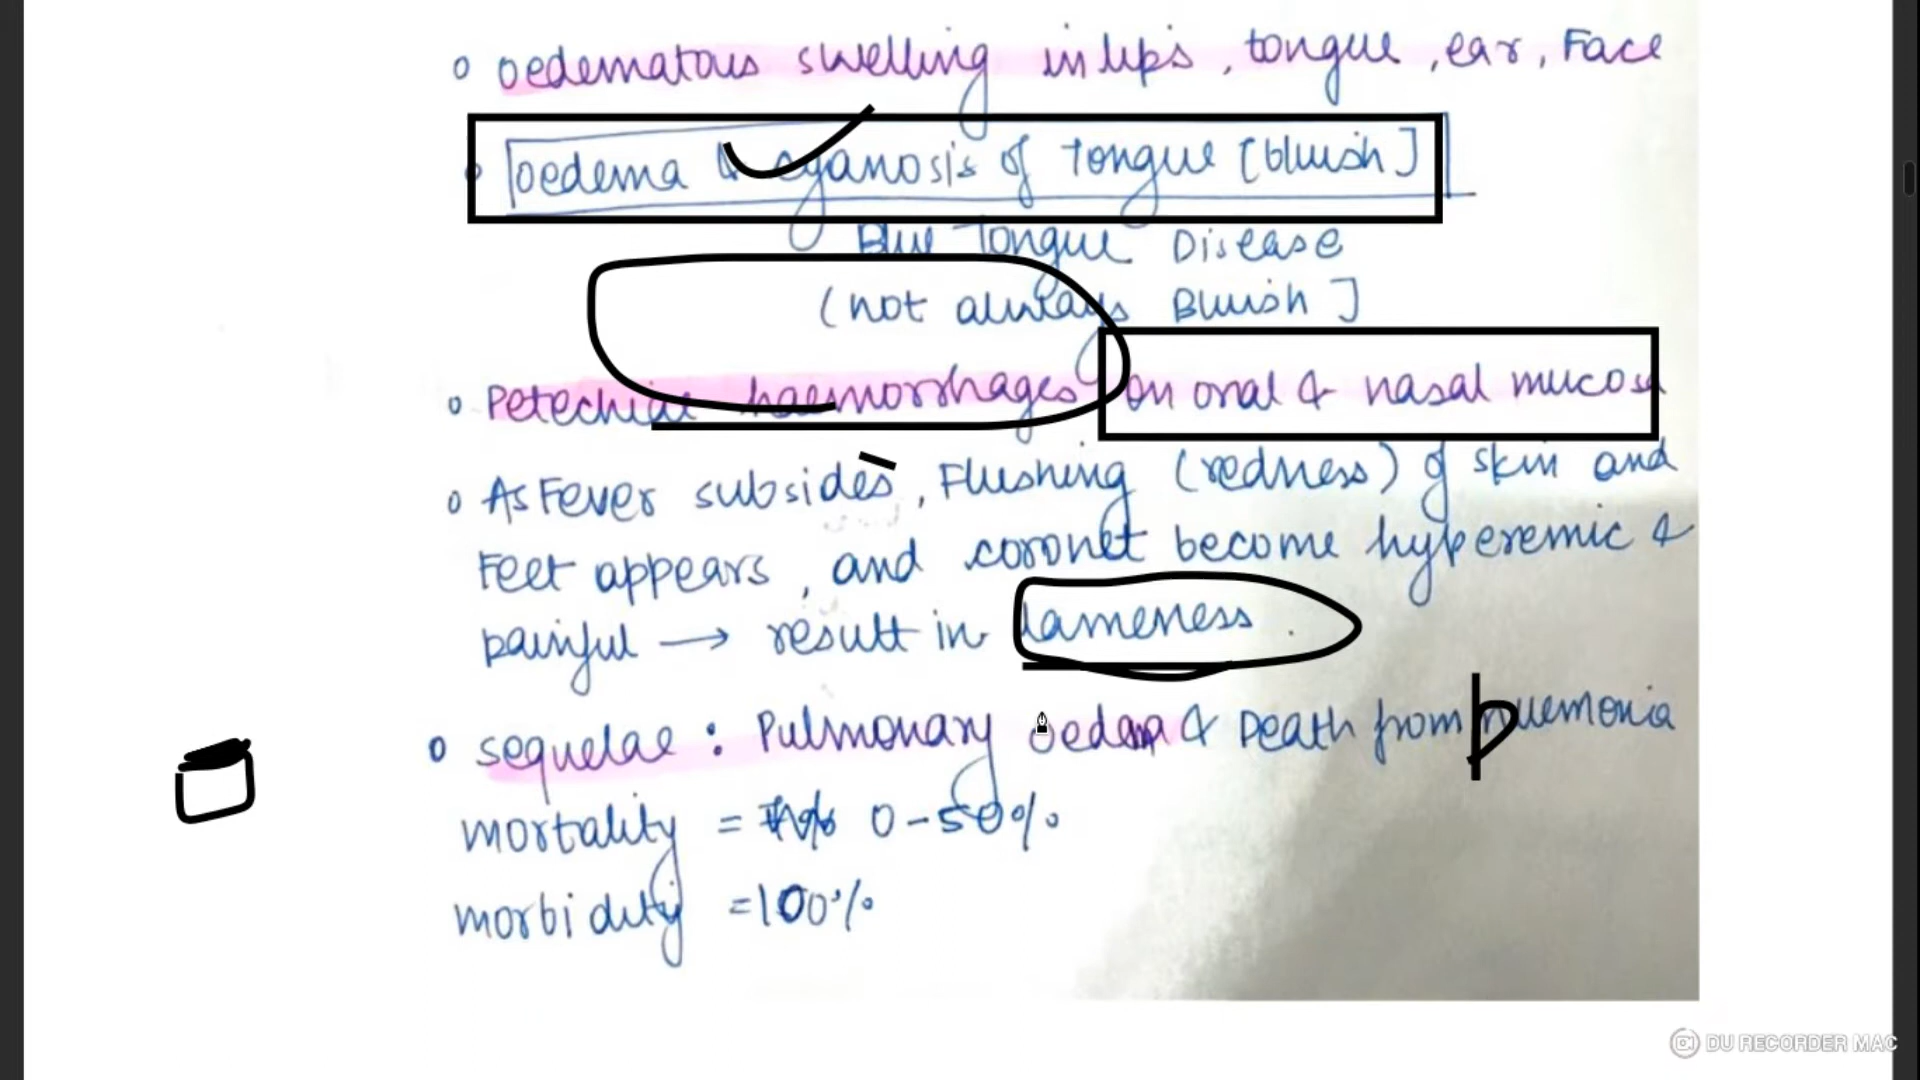 o oedematous swelling in lips, tongue, ear, Face
o oedema & cyanosis of Tongue [bluish]
Blue Tongue Disease
(not always Bluish]
o Petechial haemorrhages on oral & nasal mucosa
o As Fever subsides, Flushing (redness) of skin and
Feet appears, and coronet become hyperemic &
painful → result in lameness.
o sequelae : Pulmonary oedema & Death from pnuemonia
mortality = 0-50%
morbidity =100%
DU RECORDER MAC